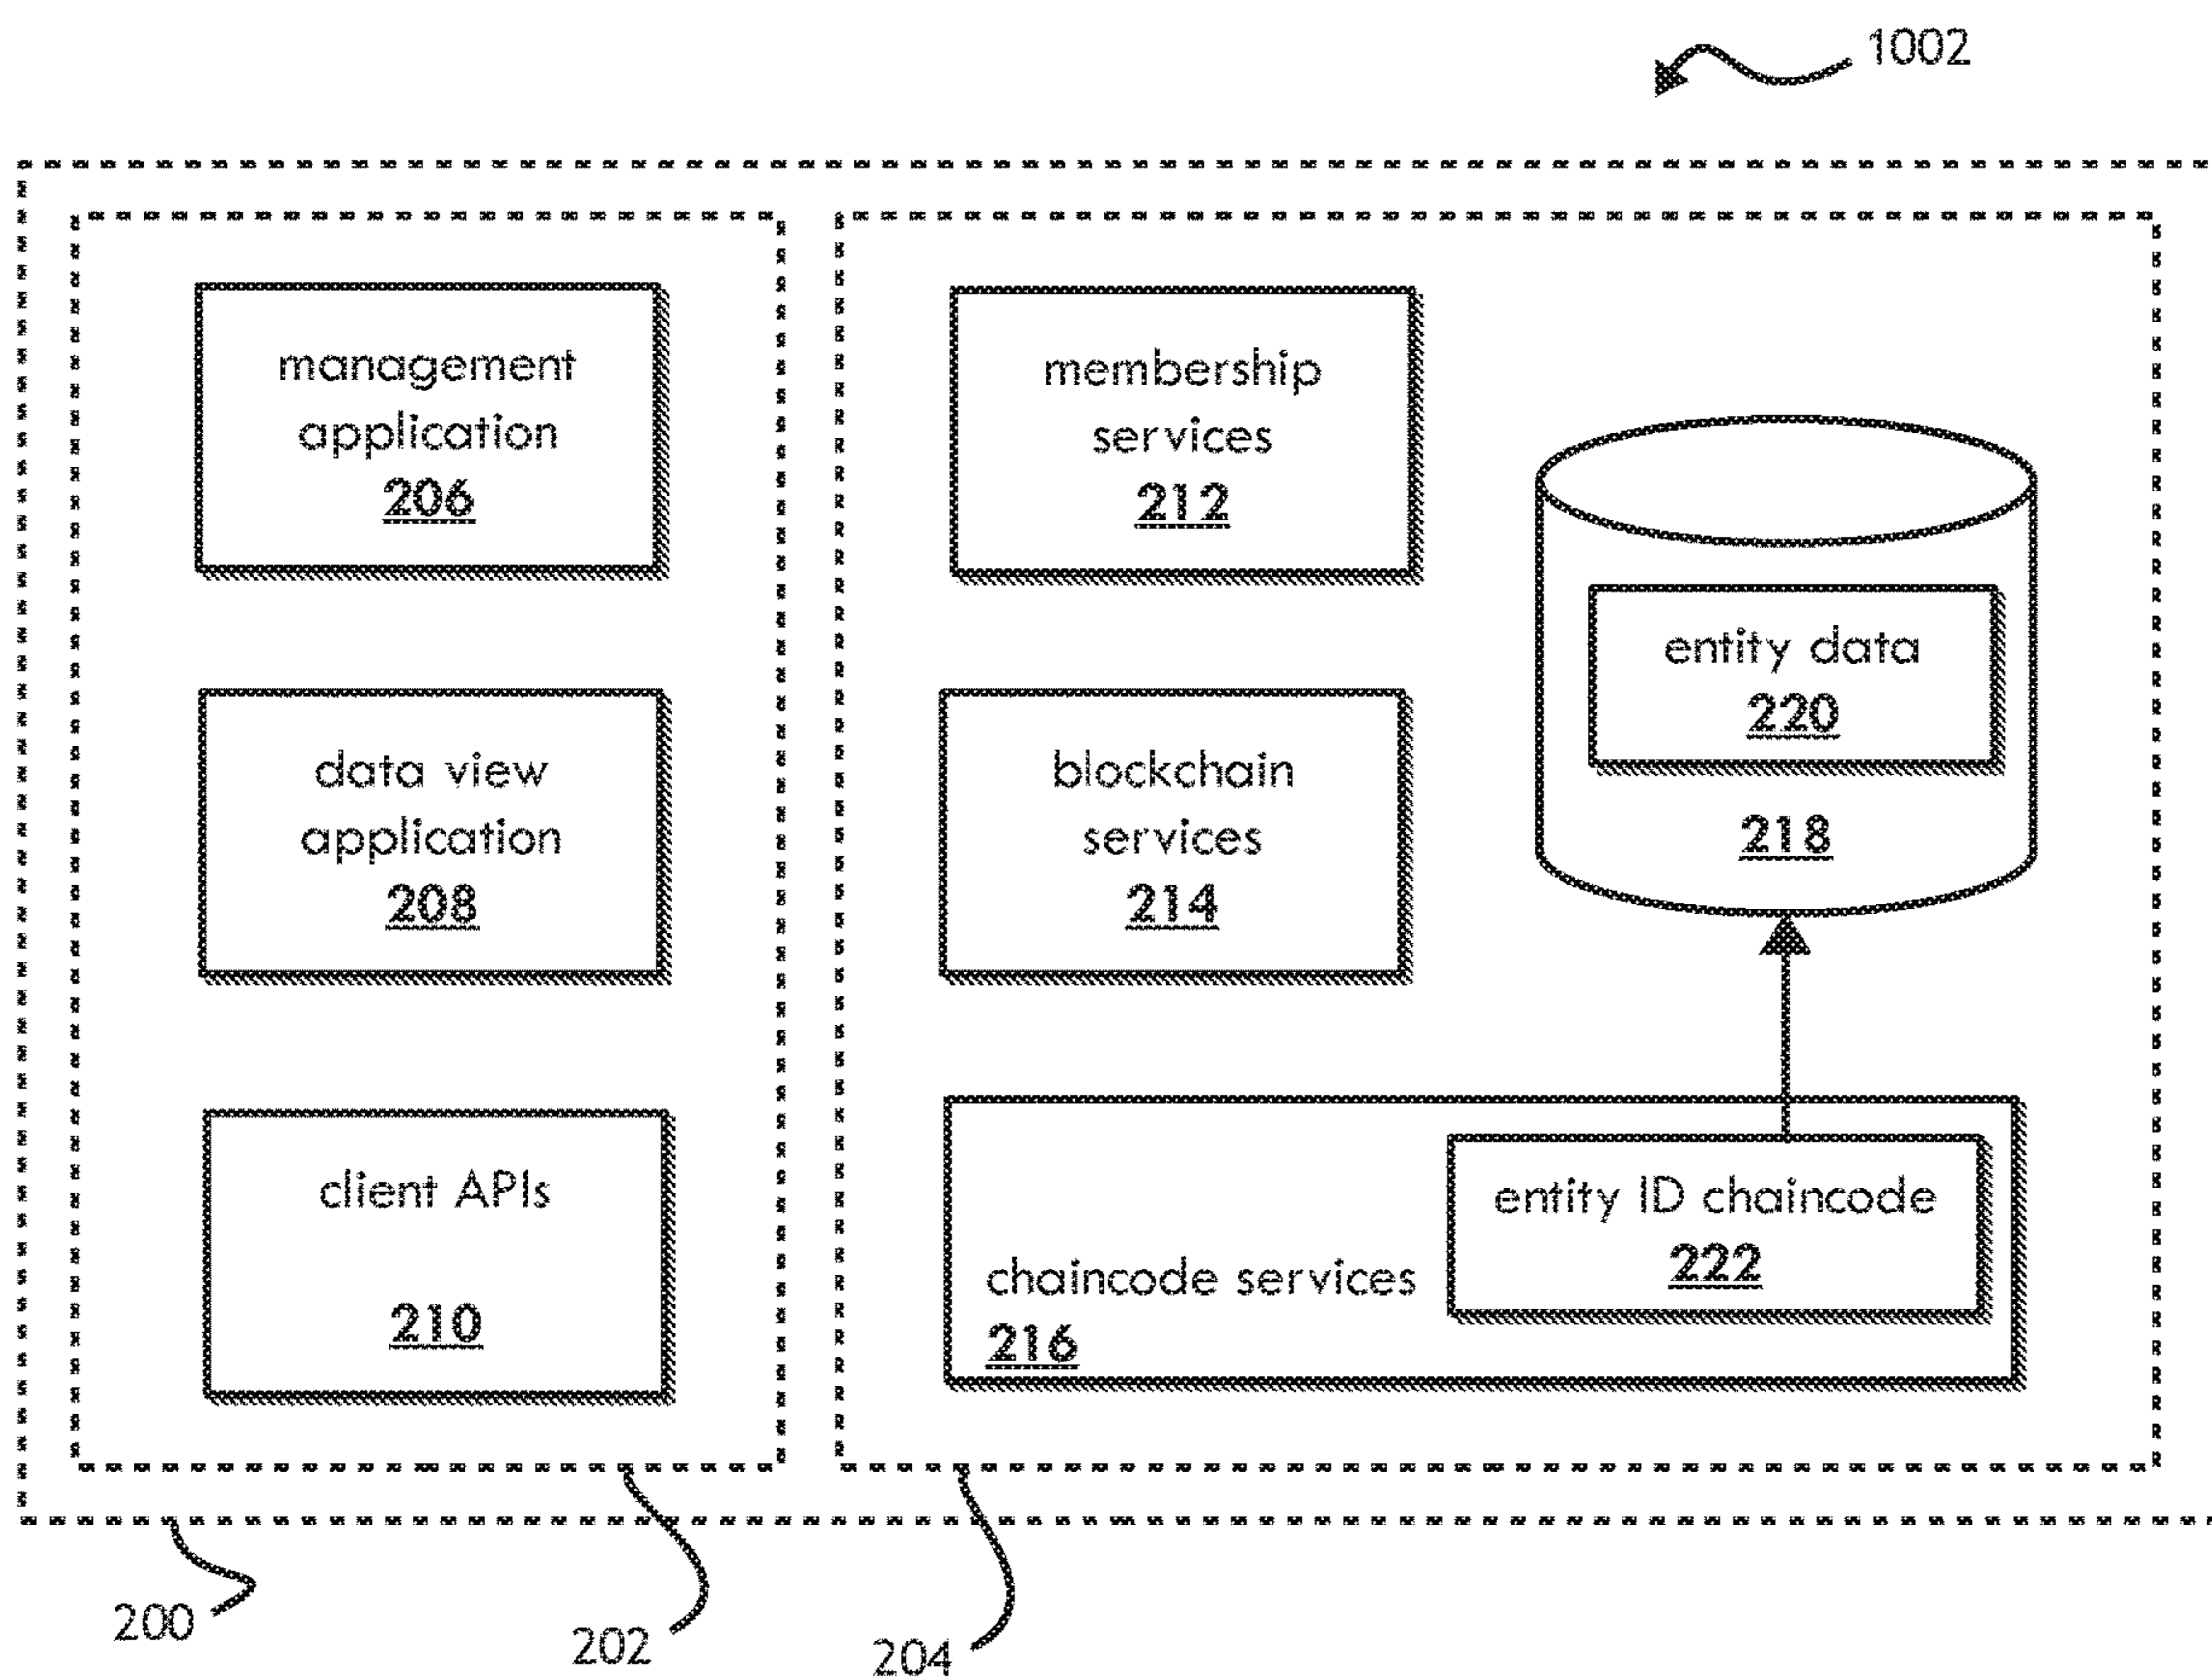 1002
management
application
206
data view
application
208
client APIs
210
membership
services
212
blockchain
services
214
entity data
220
218
chaincode services
216
entity ID chaincode
222
200
202
204